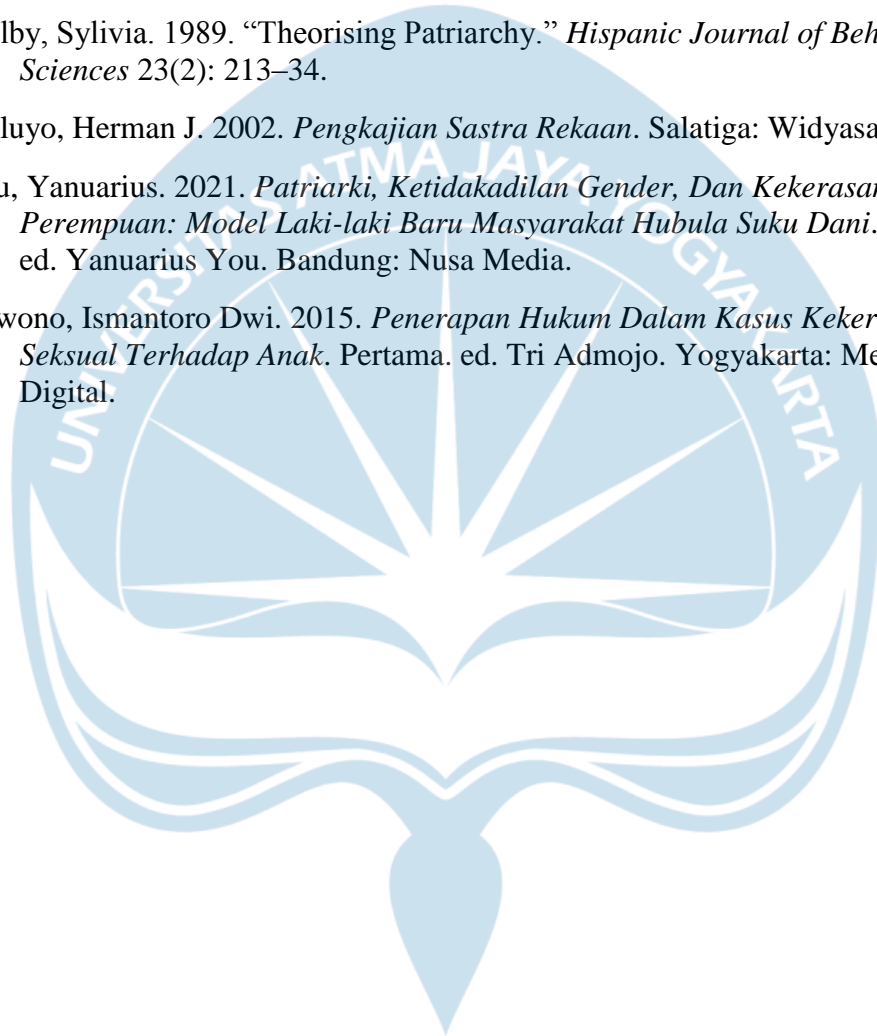 lby, Sylivia. 1989. “Theorising Patriarchy.” Hispanic Journal of Beh
Sciences 23(2): 213–34.
luyo, Herman J. 2002. Pengkajian Sastra Rekaan. Salatiga: Widyasa
u, Yanuarius. 2021. Patriarki, Ketidakadilan Gender, Dan Kekerasan
Perempuan: Model Laki-laki Baru Masyarakat Hubula Suku Dani.
ed. Yanuarius You. Bandung: Nusa Media.
wono, Ismantoro Dwi. 2015. Penerapan Hukum Dalam Kasus Keker
Seksual Terhadap Anak. Pertama. ed. Tri Admojo. Yogyakarta: Me
Digital.
UNIVERSITAS ATMA JAYA YOGYAKARTA